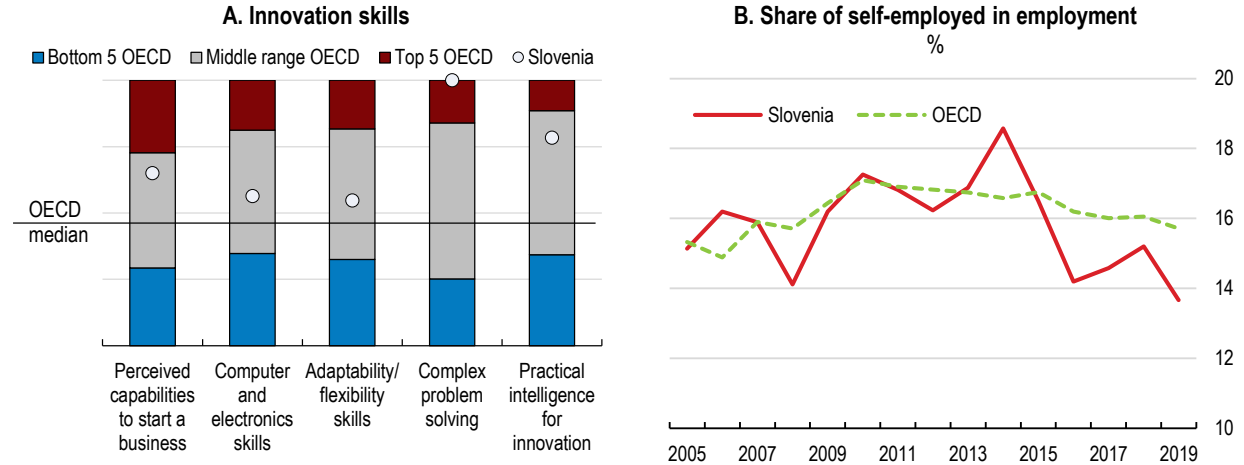 A. Innovation skills
Bottom 5 OECD
Middle range OECD
Top 5 OECD
Slovenia
OECD
median
Perceived
capabilities
to start a
business
Computer
and
electronics
skills
Adaptability/
flexibility
skills
Complex
problem
solving
Practical
intelligence
for
innovation
B. Share of self-employed in employment
%
Slovenia
OECD
20
18
16
14
12
10
2005
2007
2009
2011
2013
2015
2017
2019